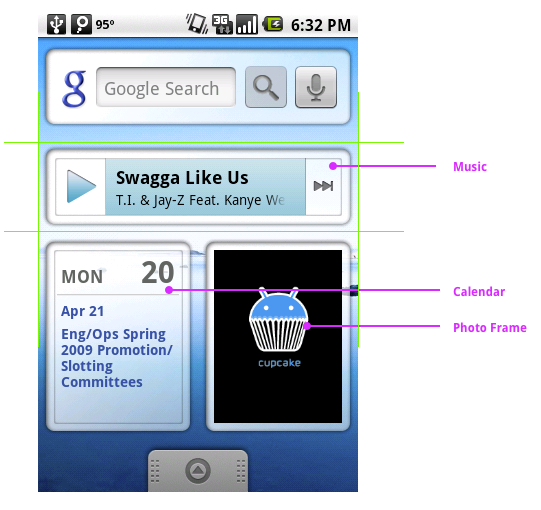 95°
3G
6:32 PM
g
Google Search
Swagga Like Us
T.I. & Jay-Z Feat. Kanye We
Music
MON 20
Apr 21
Eng/Ops Spring
2009 Promotion/
Slotting
Committees
cupcake
Calendar
Photo Frame